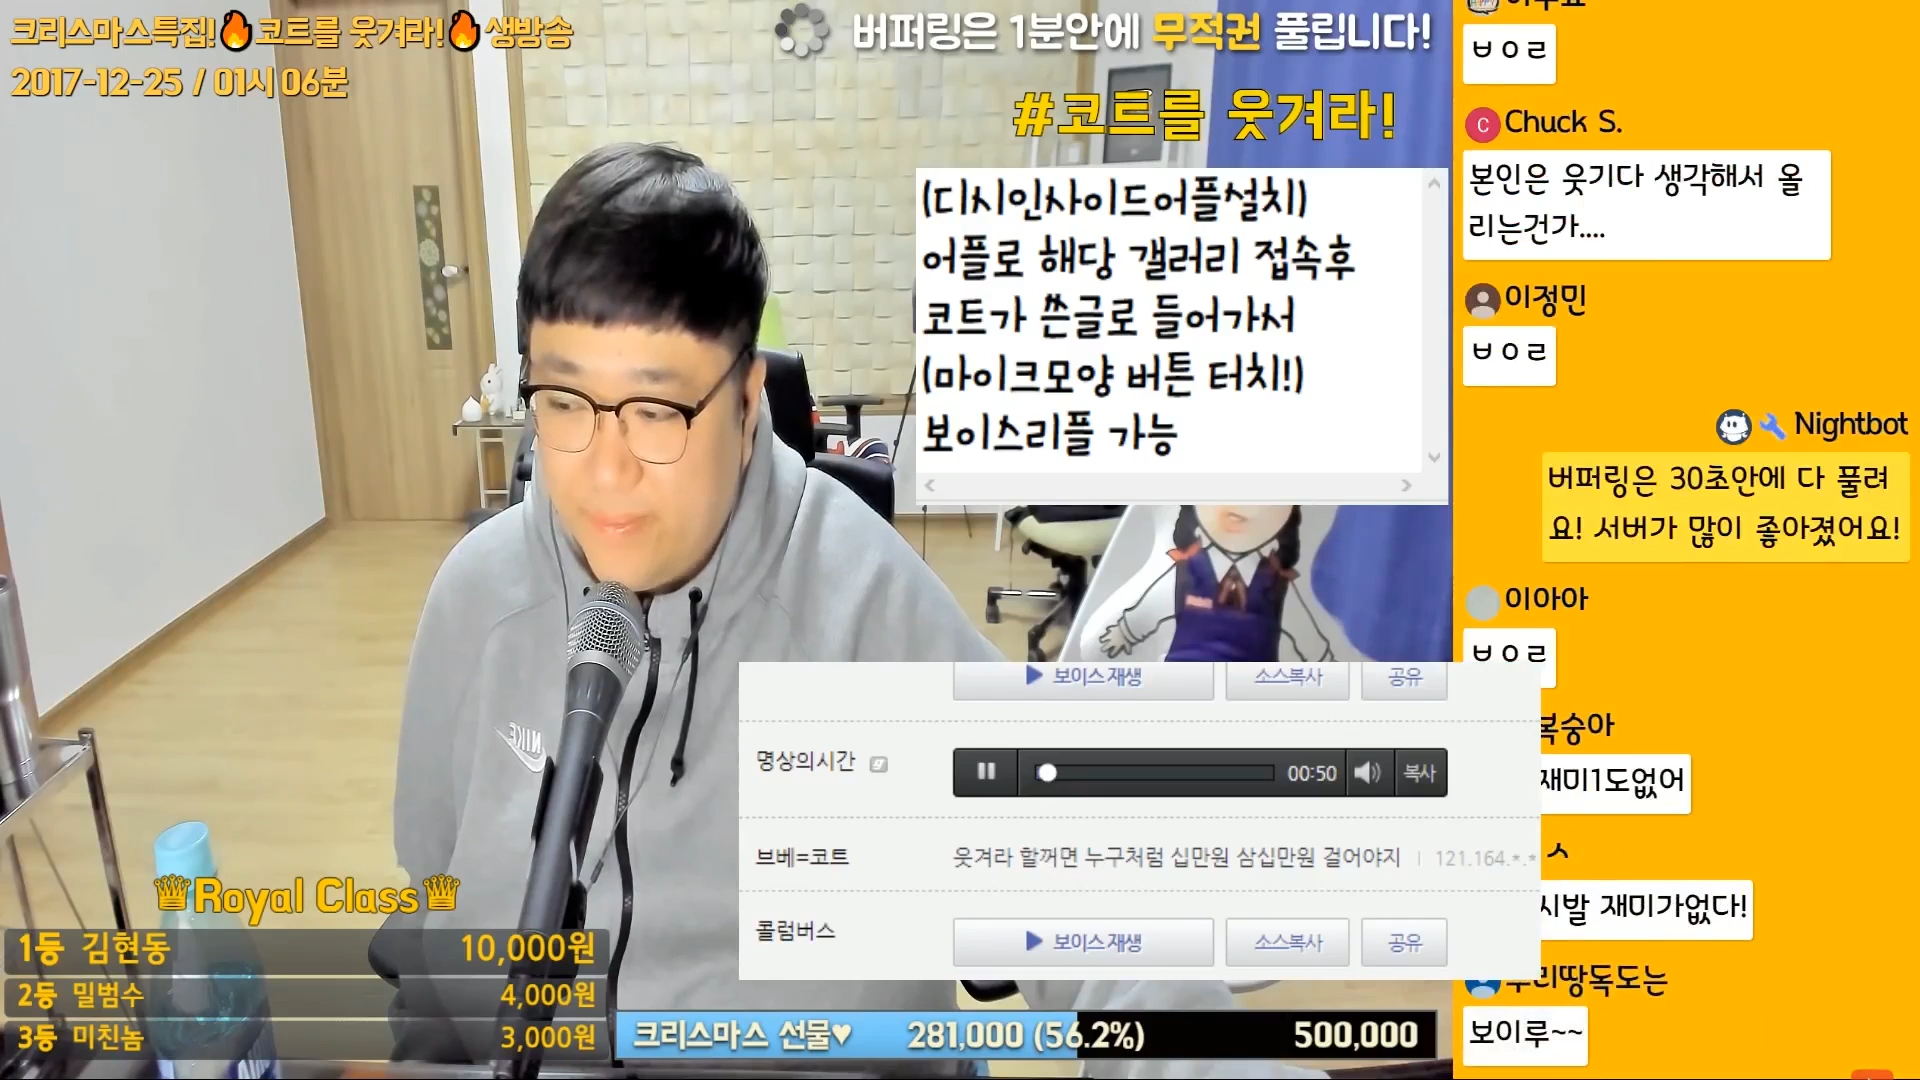 크리스마스특집!🔥코트를 웃겨라!🔥생방송
2017-12-25 / 01시 06분
버퍼링은 1분안에 무적권 풀립니다!
#코트를 웃겨라!
(디시인사이드어플설치)
어플로 해당 갤러리 접속후
코트가 쓴글로 들어가서
(마이크모양 버튼 터치!)
보이스리플 가능
NIKE
▶ 보이스 재생 소스복사 공유
명상의시간 g 00:50 복사
브베=코트 웃겨라 할꺼면 누구처럼 십만원 삼십만원 걸어야지 | 121.164.*.*
콜럼버스 ▶ 보이스 재생 소스복사 공유
♛Royal Class♛
1등 김현동 10,000원
2등 밀범수 4,000원
3등 미친놈 3,000원
크리스마스 선물♥ 281,000 (56.2%) 500,000
ㅂㅇㄹ
C Chuck S.
본인은 웃기다 생각해서 올
리는건가....
이정민
ㅂㅇㄹ
Nightbot
버퍼링은 30초안에 다 풀려
요! 서버가 많이 좋아졌어요!
이아아
ㅂㅇㄹ
복숭아
재미1도없어
ㅅ
시발 재미가없다!
우리땅독도는
보이루~~